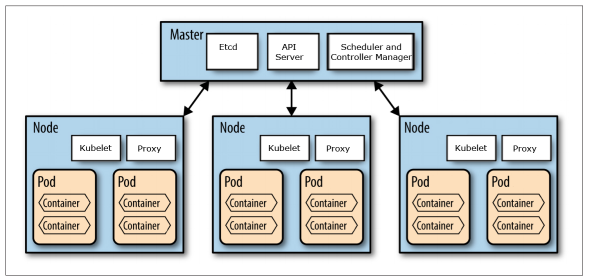 Master
Etcd
API
Server
Scheduler and
Controller Manager
Node
Kubelet
Proxy
Pod
Container
Container
Pod
Container
Container
Node
Kubelet
Proxy
Pod
Container
Container
Pod
Container
Container
Node
Kubelet
Proxy
Pod
Container
Container
Pod
Container
Container